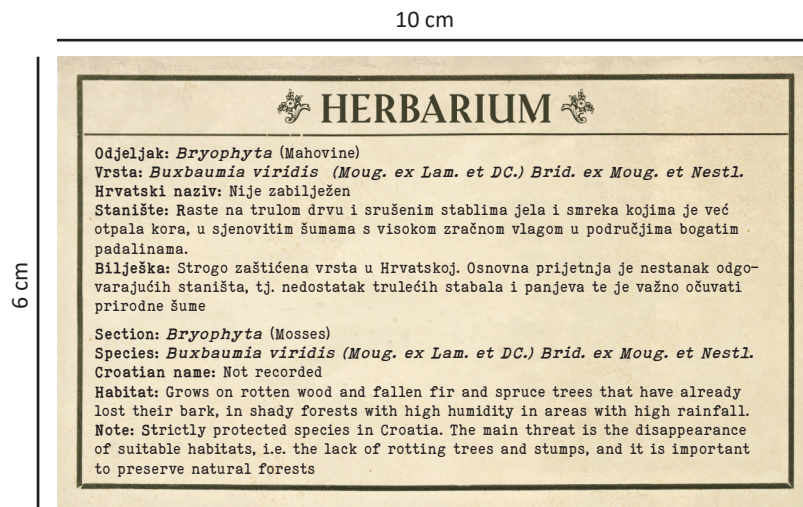 10 cm
6 cm
HERBARIUM
Odjeljak: Bryophyta (Mahovine)
Vrsta: Buxbaumia viridis (Moug. ex Lam. et DC.) Brid. ex Moug. et Nestl.
Hrvatski naziv: Nije zabilježen
Stanište: Raste na trulom drvu i srušenim stablima jela i smreka kojima je već
otpala kora, u sjenovitim šumama s visokom zračnom vlagom u područjima bogatim
padalinama.
Bilješka: Strogo zaštićena vrsta u Hrvatskoj. Osnovna prijetnja je nestanak odgo-
varajućih staništa, tj. nedostatak trulećih stabala i panjeva te je važno očuvati
prirodne šume
Section: Bryophyta (Mosses)
Species: Buxbaumia viridis (Moug. ex Lam. et DC.) Brid. ex Moug. et Nestl.
Croatian name: Not recorded
Habitat: Grows on rotten wood and fallen fir and spruce trees that have already
lost their bark, in shady forests with high humidity in areas with high rainfall.
Note: Strictly protected species in Croatia. The main threat is the disappearance
of suitable habitats, i.e. the lack of rotting trees and stumps, and it is important
to preserve natural forests